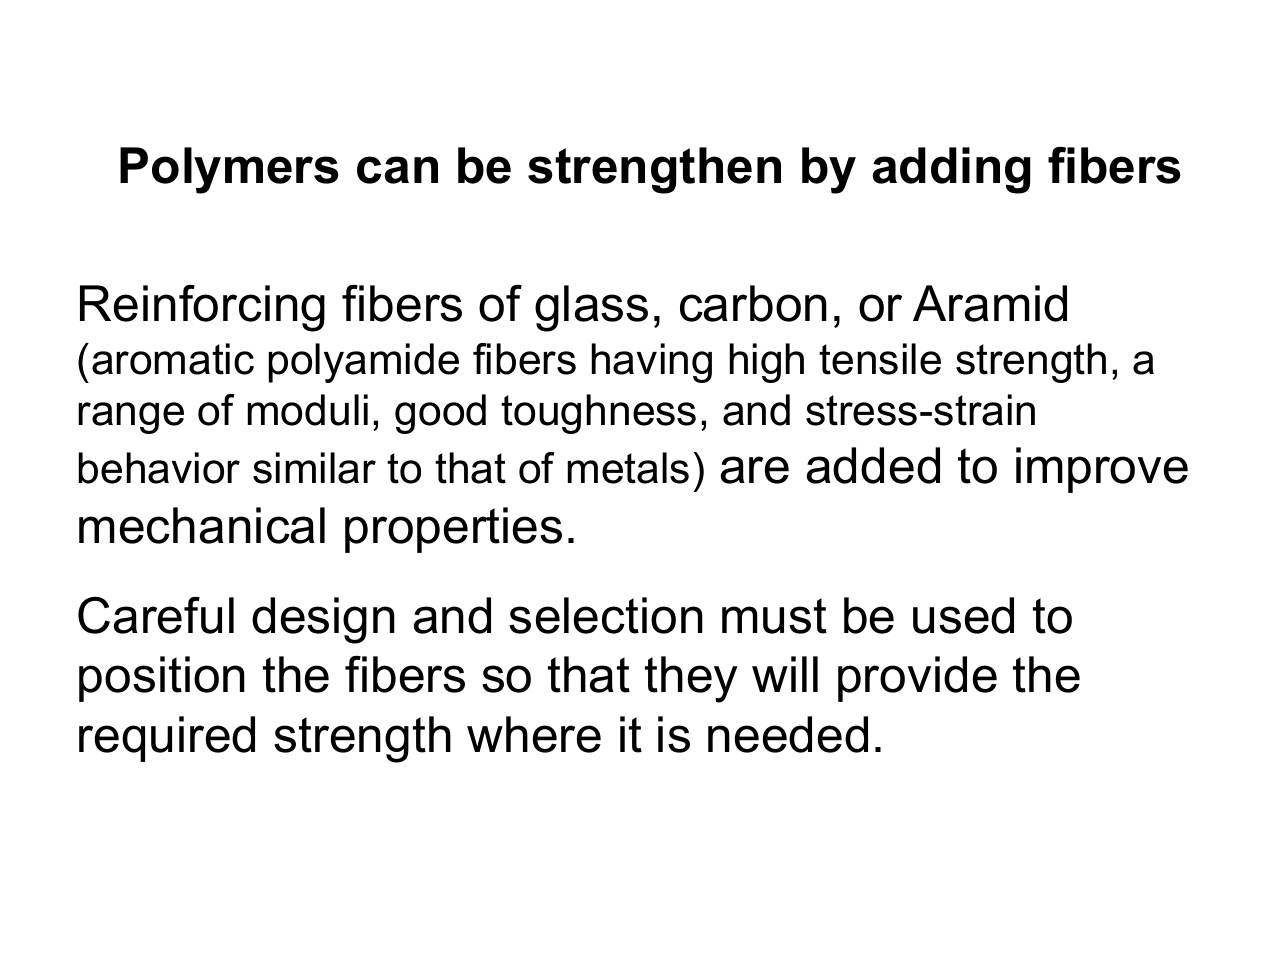 Polymers can be strengthen by adding fibers
Reinforcing fibers of glass, carbon, or Aramid
(aromatic polyamide fibers having high tensile strength, a
range of moduli, good toughness, and stress-strain
behavior similar to that of metals) are added to improve
mechanical properties.
Careful design and selection must be used to
position the fibers so that they will provide the
required strength where it is needed.